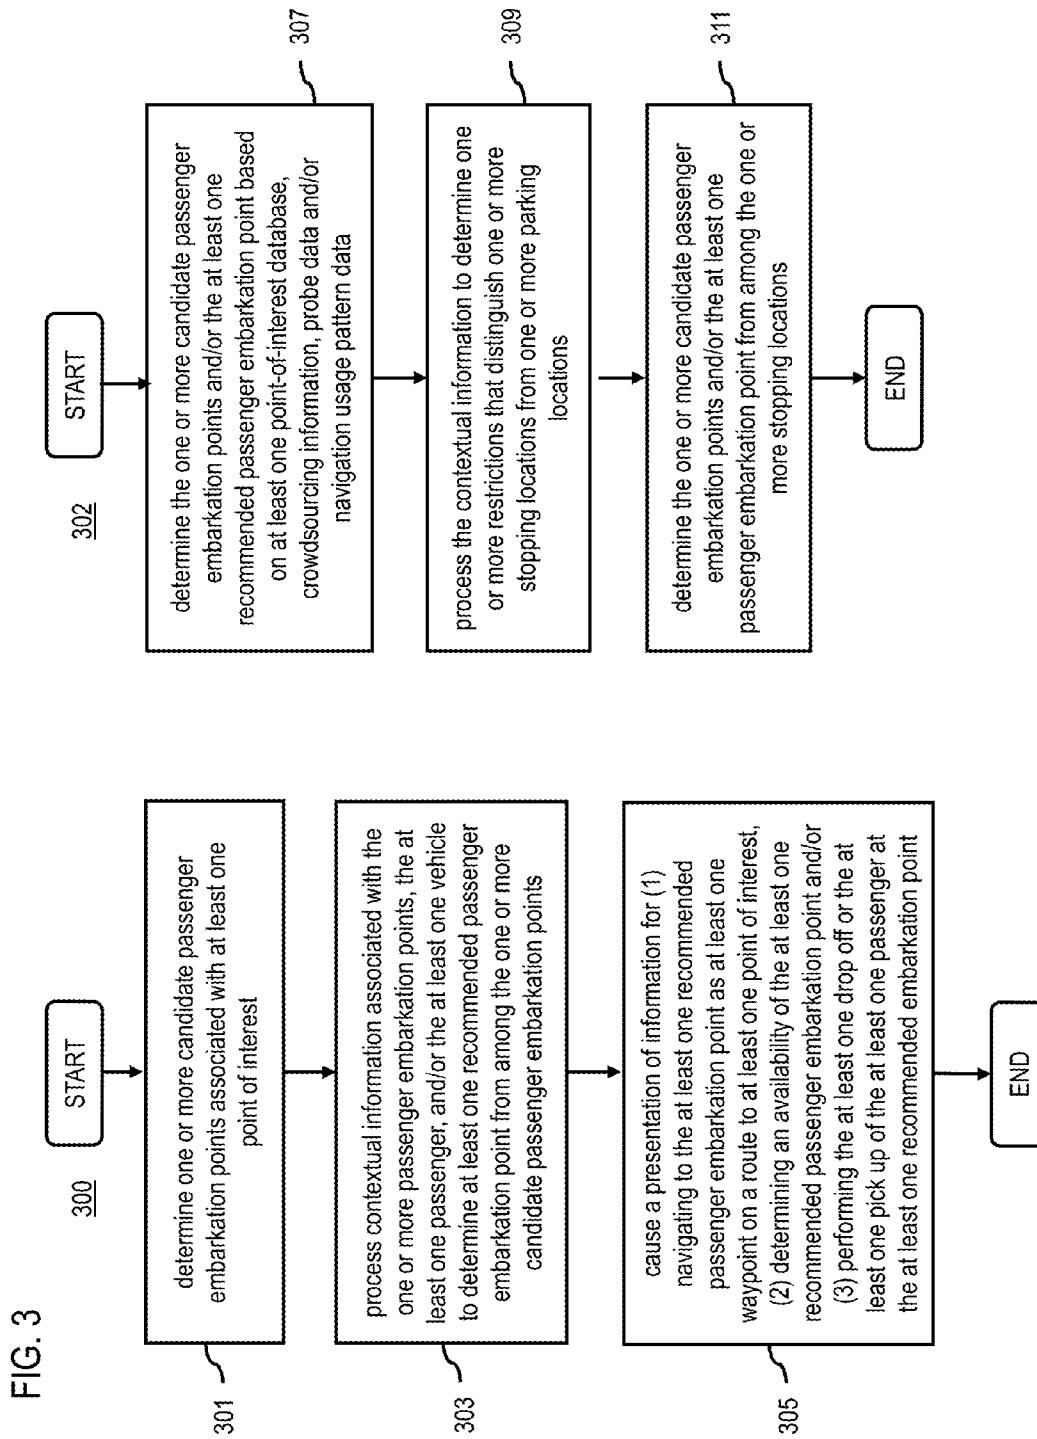 FIG. 3
300
START
301
determine one or more candidate passenger
embarkation points associated with at least one
point of interest
303
process contextual information associated with the
one or more passenger embarkation points, the at
least one passenger, and/or the at least one vehicle
to determine at least one recommended passenger
embarkation point from among the one or more
candidate passenger embarkation points
305
cause a presentation of information for (1)
navigating to the at least one recommended
passenger embarkation point as at least one
waypoint on a route to at least one point of interest,
(2) determining an availability of the at least one
recommended passenger embarkation point and/or
(3) performing the at least one drop off or the at
least one pick up of the at least one passenger at
the at least one recommended embarkation point
END
302
START
307
determine the one or more candidate passenger
embarkation points and/or the at least one
recommended passenger embarkation point based
on at least one point-of-interest database,
crowdsourcing information, probe data and/or
navigation usage pattern data
309
process the contextual information to determine one
or more restrictions that distinguish one or more
stopping locations from one or more parking
locations
311
determine the one or more candidate passenger
embarkation points and/or the at least one
passenger embarkation point from among the one or
more stopping locations
END